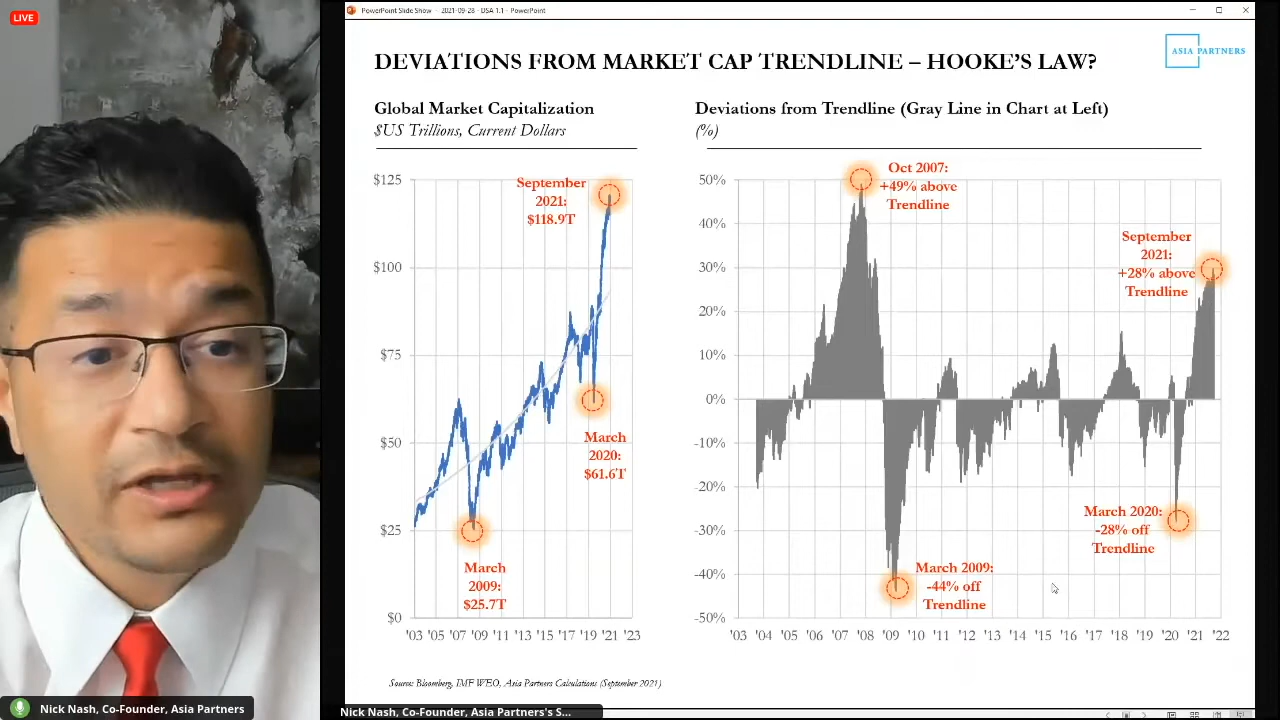 LIVE
PowerPoint Slide Show - 2021-09-28 - DSA 1.1 - PowerPoint
DEVIATIONS FROM MARKET CAP TRENDLINE – HOOKE'S LAW?
ASIA PARTNERS
Global Market Capitalization
$US Trillions, Current Dollars
$125
$100
$75
$50
$25
$0
'03 '05 '07 '09 '11 '13 '15 '17 '19 '21 '23
September
2021:
$118.9T
March
2020:
$61.6T
March
2009:
$25.7T
Deviations from Trendline (Gray Line in Chart at Left)
(%)
50%
40%
30%
20%
10%
0%
-10%
-20%
-30%
-40%
-50%
'03 '04 '05 '06 '07 '08 '09 '10 '11 '12 '13 '14 '15 '16 '17 '18 '19 '20 '21 '22
Oct 2007:
+49% above
Trendline
September
2021:
+28% above
Trendline
March 2020:
-28% off
Trendline
March 2009:
-44% off
Trendline
Source: Bloomberg, IMF WEO, Asia Partners Calculations (September 2021)
Nick Nash, Co-Founder, Asia Partners
Nick Nash, Co-Founder, Asia Partners's S...